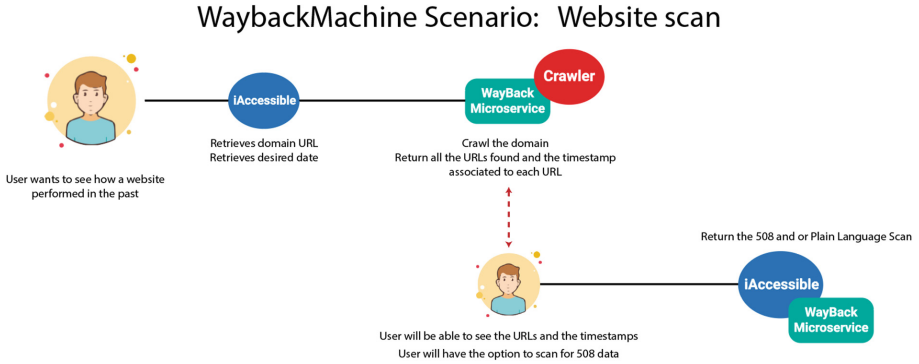 WaybackMachine Scenario: Website scan
Crawler
iAccessible
WayBack
Microservice
Retrieves domain URL
Retrieves desired date
Crawl the domain
Return all the URLs found and the timestamp
associated to each URL
User wants to see how a website
performed in the past
Return the 508 and or Plain Language Scan
iAccessible
WayBack
Microservice
User will be able to see the URLs and the timestamps
User will have the option to scan for 508 data